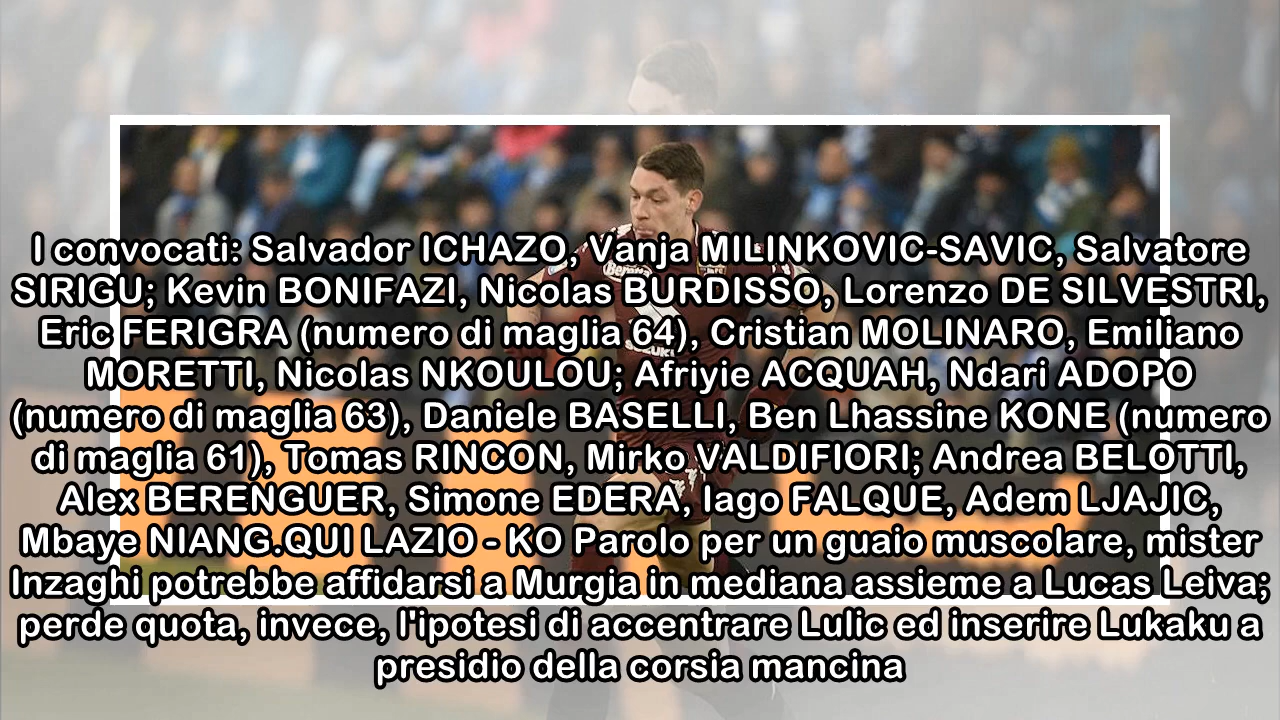 I convocati: Salvador ICHAZO, Vanja MILINKOVIC-SAVIC, Salvatore
SIRIGU; Kevin BONIFAZI, Nicolas BURDISSO, Lorenzo DE SILVESTRI,
Eric FERIGRA (numero di maglia 64), Cristian MOLINARO, Emiliano
MORETTI, Nicolas NKOULOU; Afriyie ACQUAH, Ndari ADOPO
(numero di maglia 63), Daniele BASELLI, Ben Lhassine KONE (numero
di maglia 61), Tomas RINCON, Mirko VALDIFIORI; Andrea BELOTTI,
Alex BERENGUER, Simone EDERA, Iago FALQUE, Adem LJAJIC,
Mbaye NIANG.QUI LAZIO - KO Parolo per un guaio muscolare, mister
Inzaghi potrebbe affidarsi a Murgia in mediana assieme a Lucas Leiva;
perde quota, invece, l'ipotesi di accentrare Lulic ed inserire Lukaku a
presidio della corsia mancina
Beretta
SUZUKI